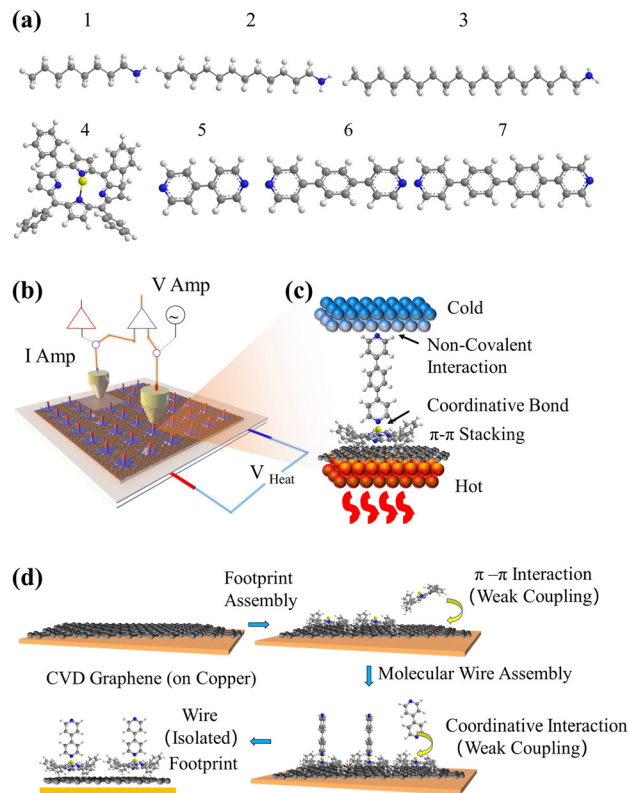 (a)
1
2
3
4
5
6
7
(b)
V Amp
~
I Amp
V Heat
(c)
Cold
Non-Covalent
Interaction
Coordinative Bond
π-π Stacking
Hot
(d)
Footprint
Assembly
π –π Interaction
(Weak Coupling)
CVD Graphene (on Copper)
Molecular Wire Assembly
Wire
(Isolated)
Footprint
Coordinative Interaction
(Weak Coupling)